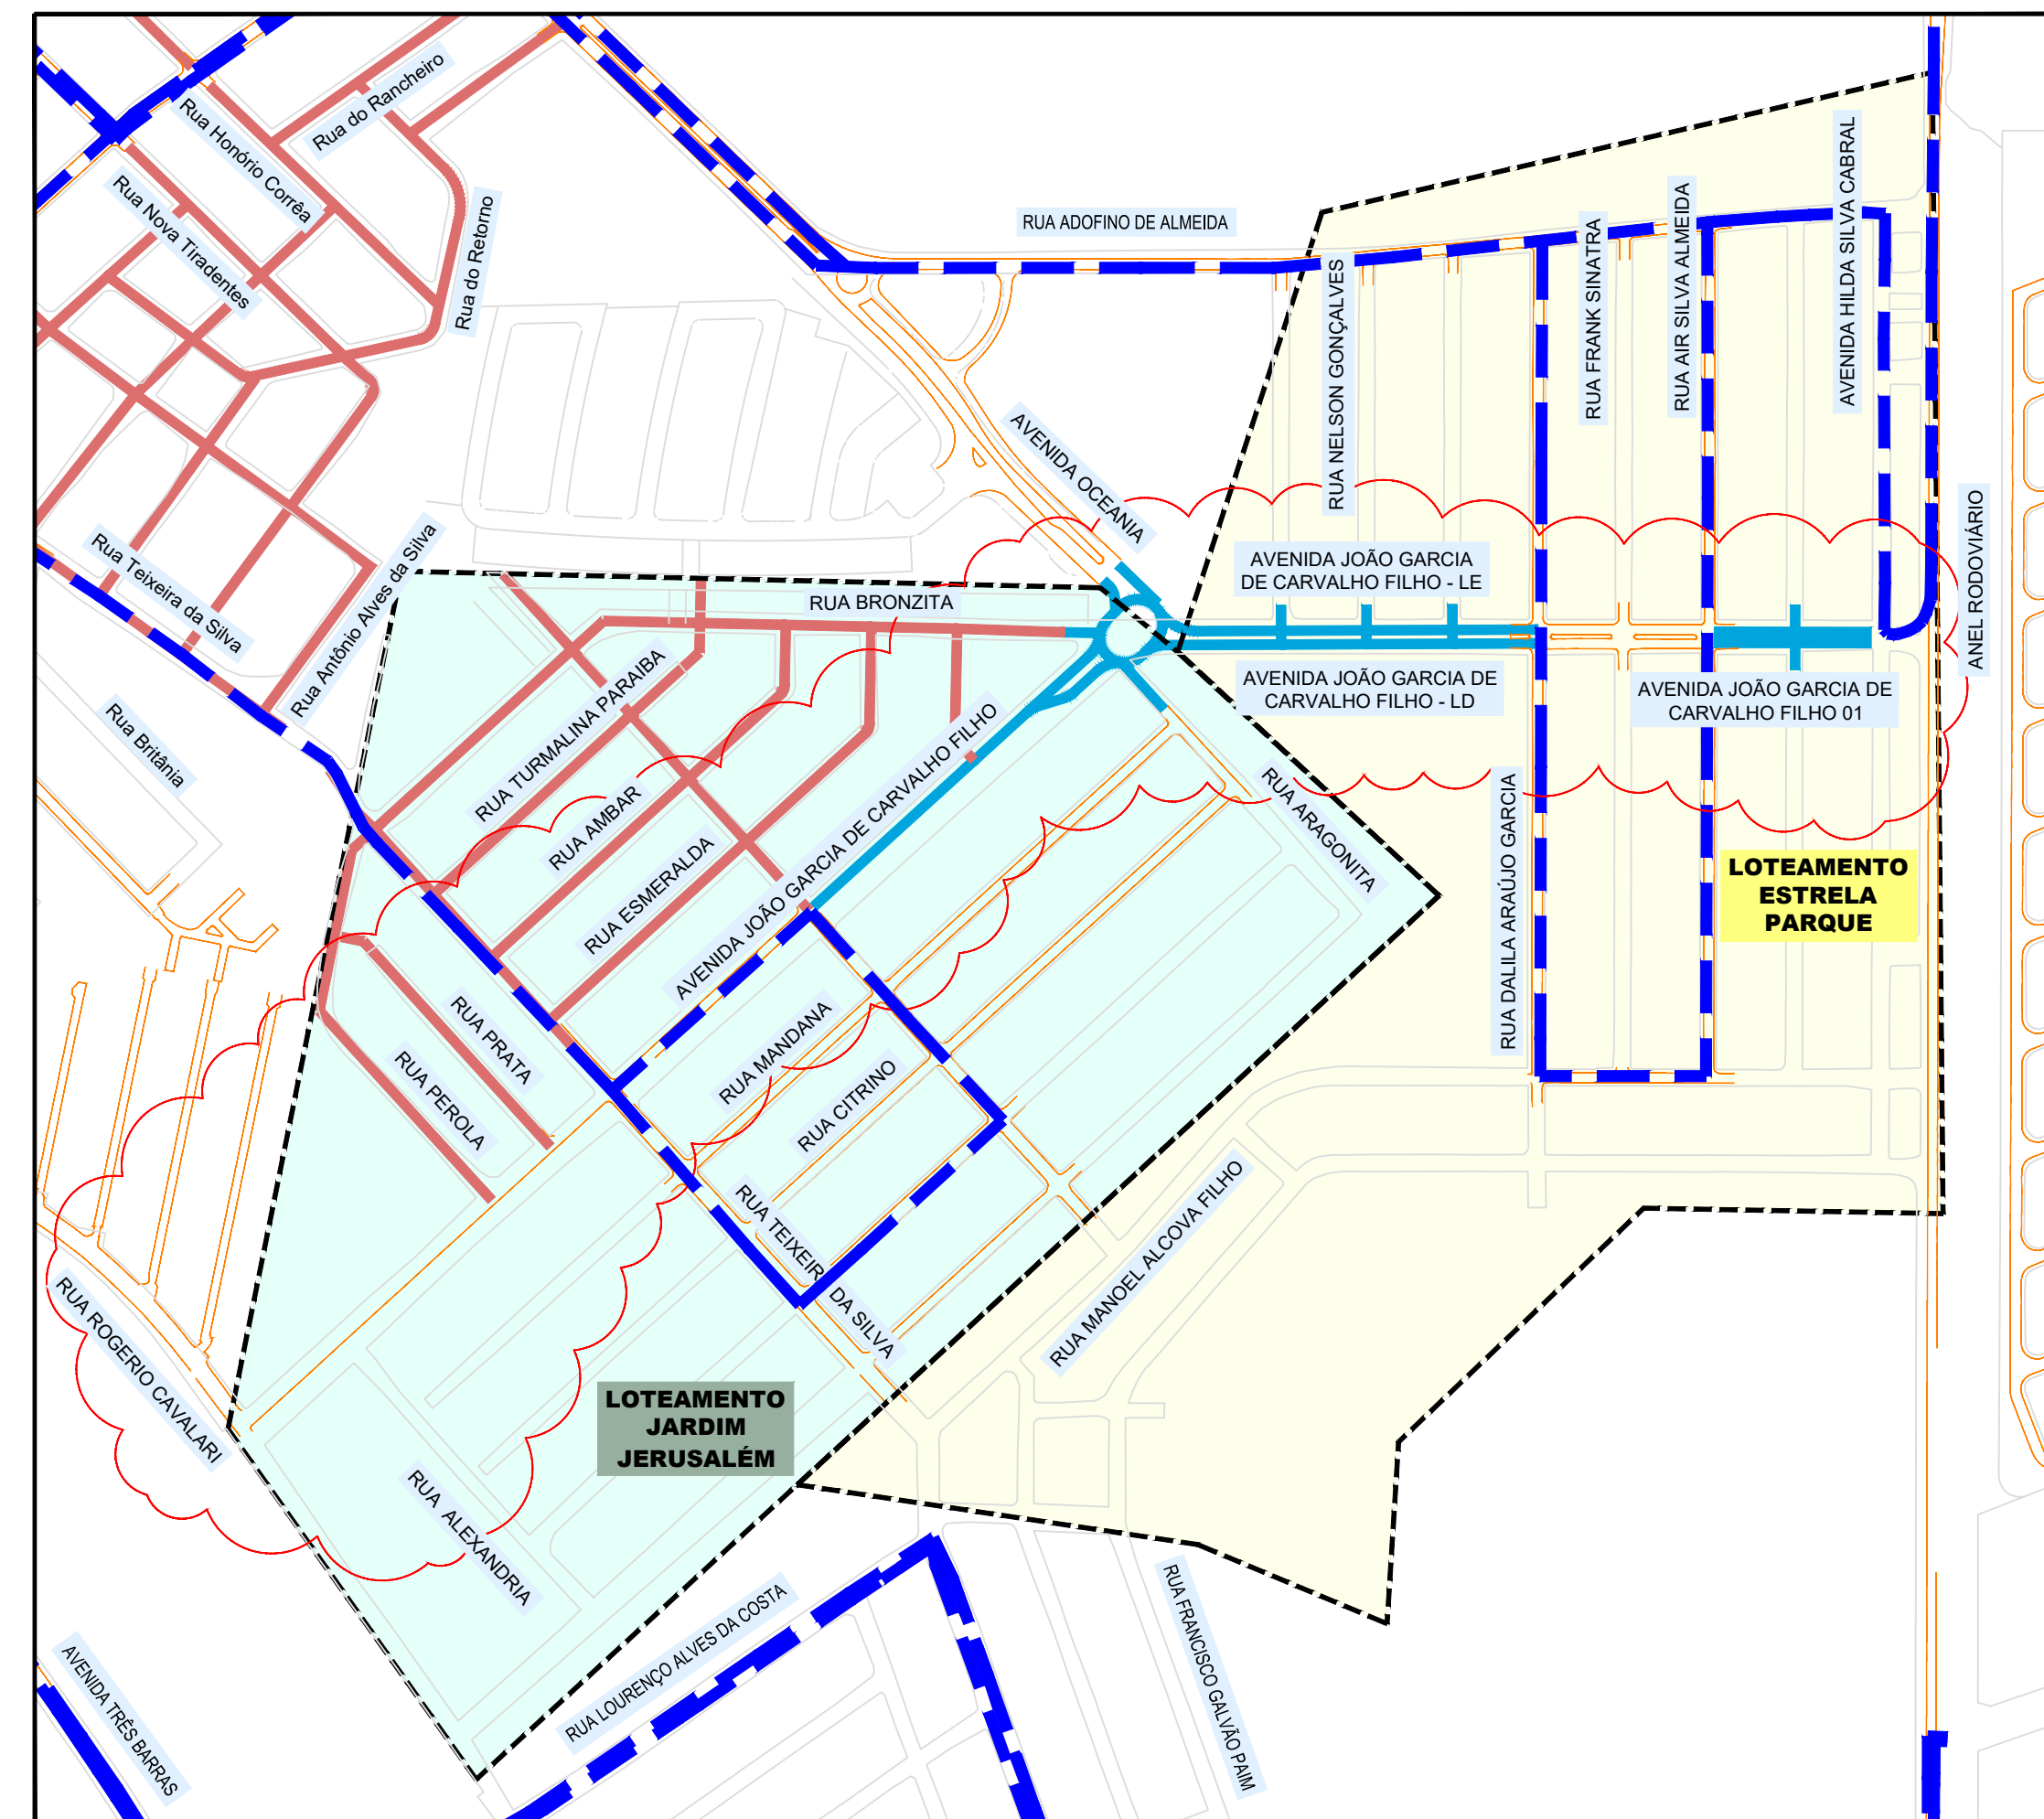 Rua do Rancheiro
Rua Honório Corrêa
Rua Nova Tiradentes
Rua do Retorno
RUA ADOFINO DE ALMEIDA
RUA NELSON GONÇALVES
RUA FRANK SINATRA
RUA AIR SILVA ALMEIDA
AVENIDA HILDA SILVA CABRAL
AVENIDA OCEANIA
Rua Teixeira da Silva
Rua Antônio Alves da Silva
Rua Britânia
RUA BRONZITA
AVENIDA JOÃO GARCIA
DE CARVALHO FILHO - LE
AVENIDA JOÃO GARCIA DE
CARVALHO FILHO - LD
AVENIDA JOÃO GARCIA DE
CARVALHO FILHO 01
ANEL RODOVIÁRIO
RUA TURMALINA PARAIBA
RUA AMBAR
RUA ESMERALDA
AVENIDA JOÃO GARCIA DE CARVALHO FILHO
RUA ARAGONITA
RUA DALILA ARAÚJO GARCIA
LOTEAMENTO
ESTRELA
PARQUE
RUA PRATA
RUA PEROLA
RUA MANDANA
RUA CITRINO
RUA TEIXEIR DA SILVA
RUA MANOEL ALCOVA FILHO
RUA ROGERIO CAVALARI
LOTEAMENTO
JARDIM
JERUSALÉM
RUA ALEXANDRIA
RUA LOURENÇO ALVES DA COSTA
RUA FRANCISCO GALVÃO PAIM
AVENIDA TRÊS BARRAS